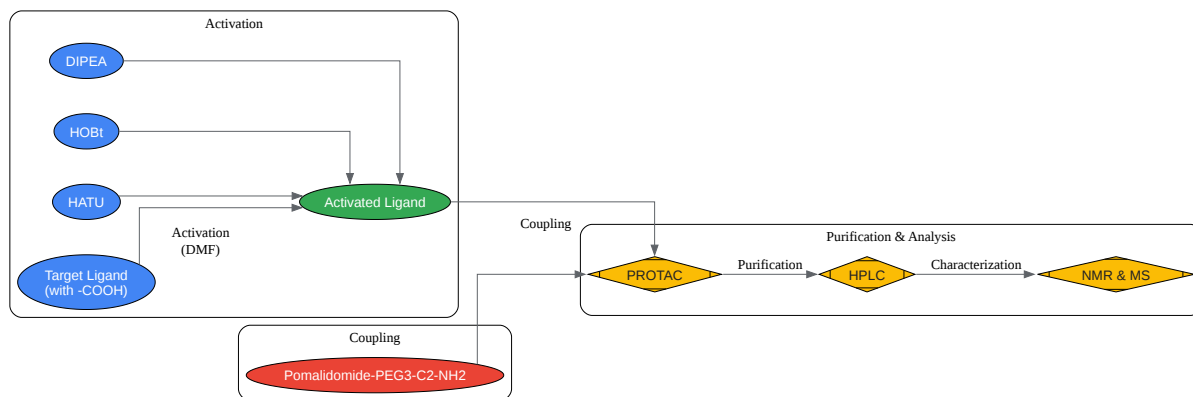 Activation
DIPEA
HOBt
HATU
Activated Ligand
Activation
(DMF)
Target Ligand
(with -COOH)
Coupling
Purification & Analysis
PROTAC
Purification
HPLC
Characterization
NMR & MS
Coupling
Pomalidomide-PEG3-C2-NH2